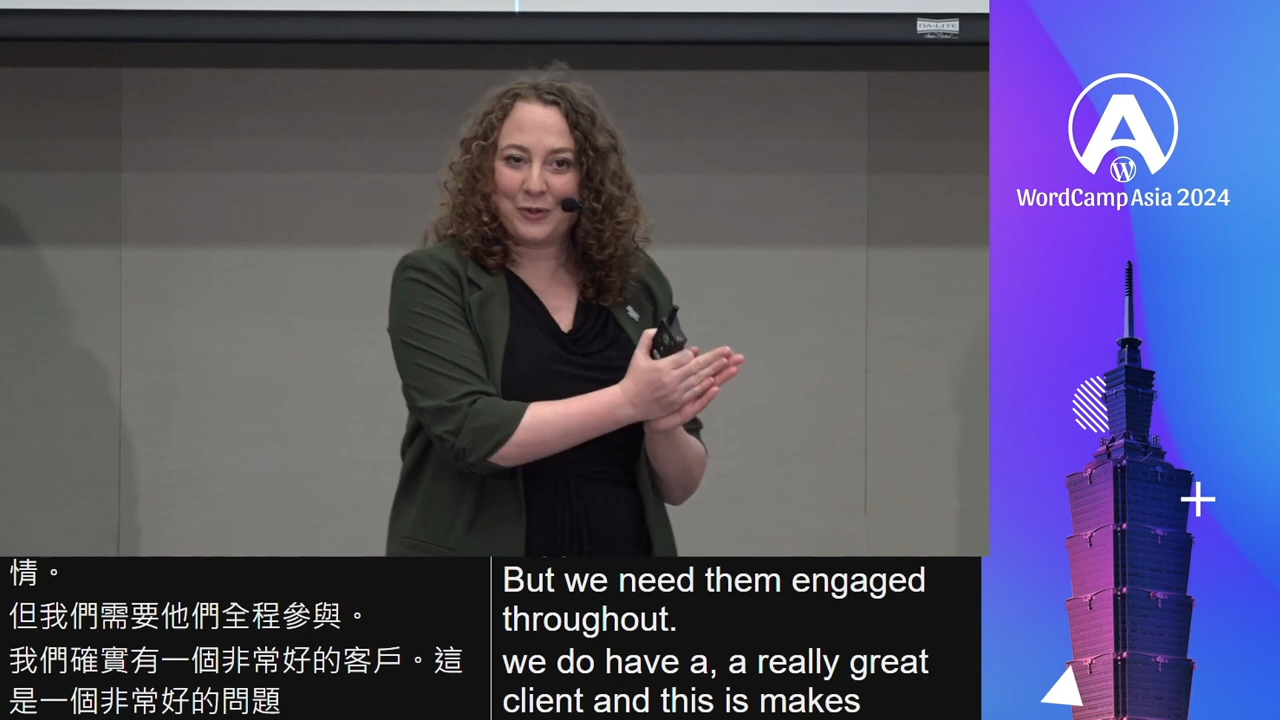 DA-LITE
WordCamp Asia 2024
情。
但我們需要他們全程參與。
我們確實有一個非常好的客戶。這
是一個非常好的問題
But we need them engaged
throughout.
we do have a, a really great
client and this is makes